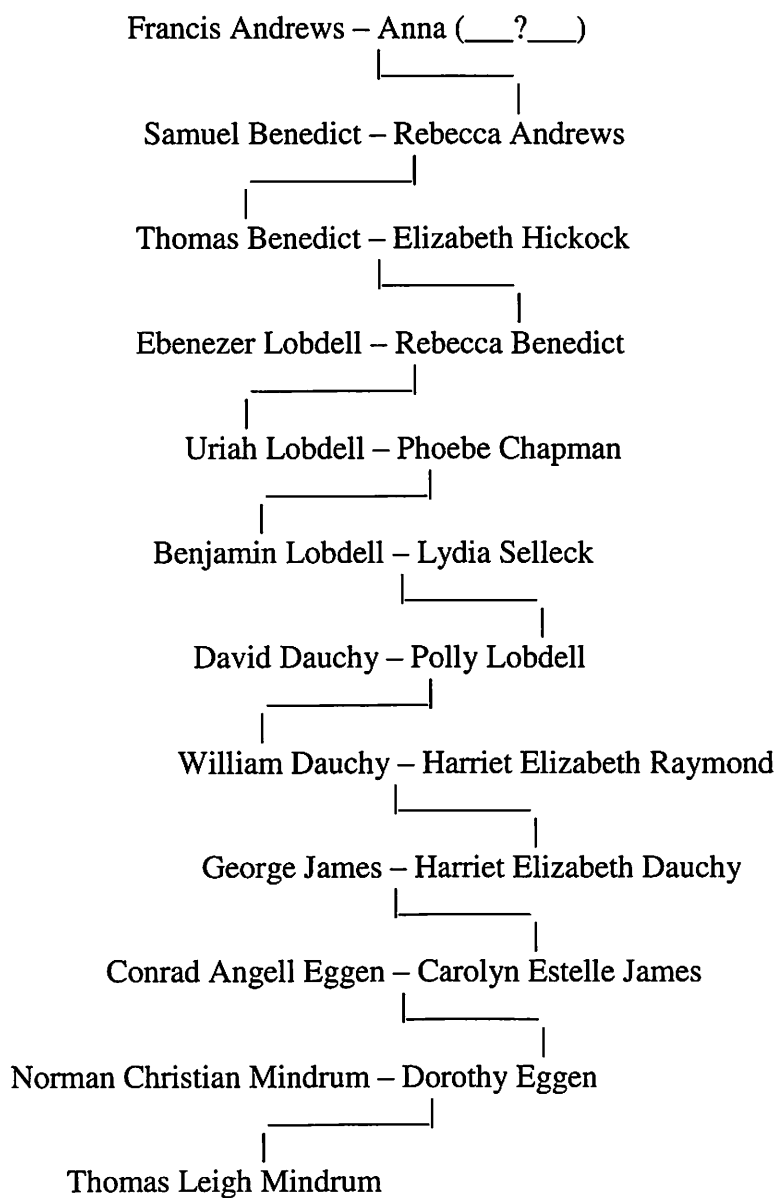 Francis Andrews – Anna (___?___)
Samuel Benedict – Rebecca Andrews
Thomas Benedict – Elizabeth Hickock
Ebenezer Lobdell – Rebecca Benedict
Uriah Lobdell – Phoebe Chapman
Benjamin Lobdell – Lydia Selleck
David Dauchy – Polly Lobdell
William Dauchy – Harriet Elizabeth Raymond
George James – Harriet Elizabeth Dauchy
Conrad Angell Eggen – Carolyn Estelle James
Norman Christian Mindrum – Dorothy Eggen
Thomas Leigh Mindrum